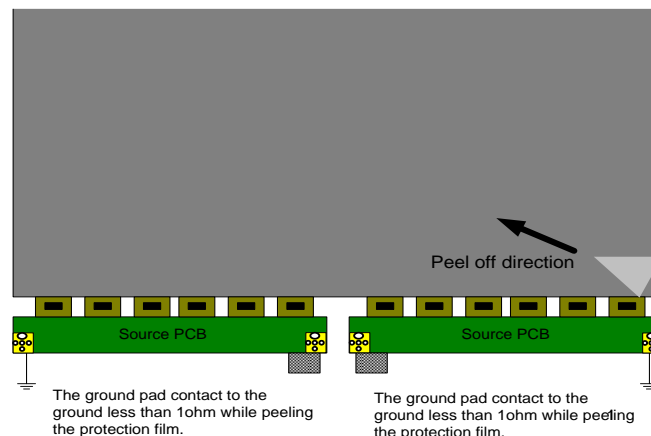 Peel off direction
Source PCB
Source PCB
The ground pad contact to the
ground less than 1ohm while peeling
the protection film.
The ground pad contact to the
ground less than 1ohm while peeling
the protection film.